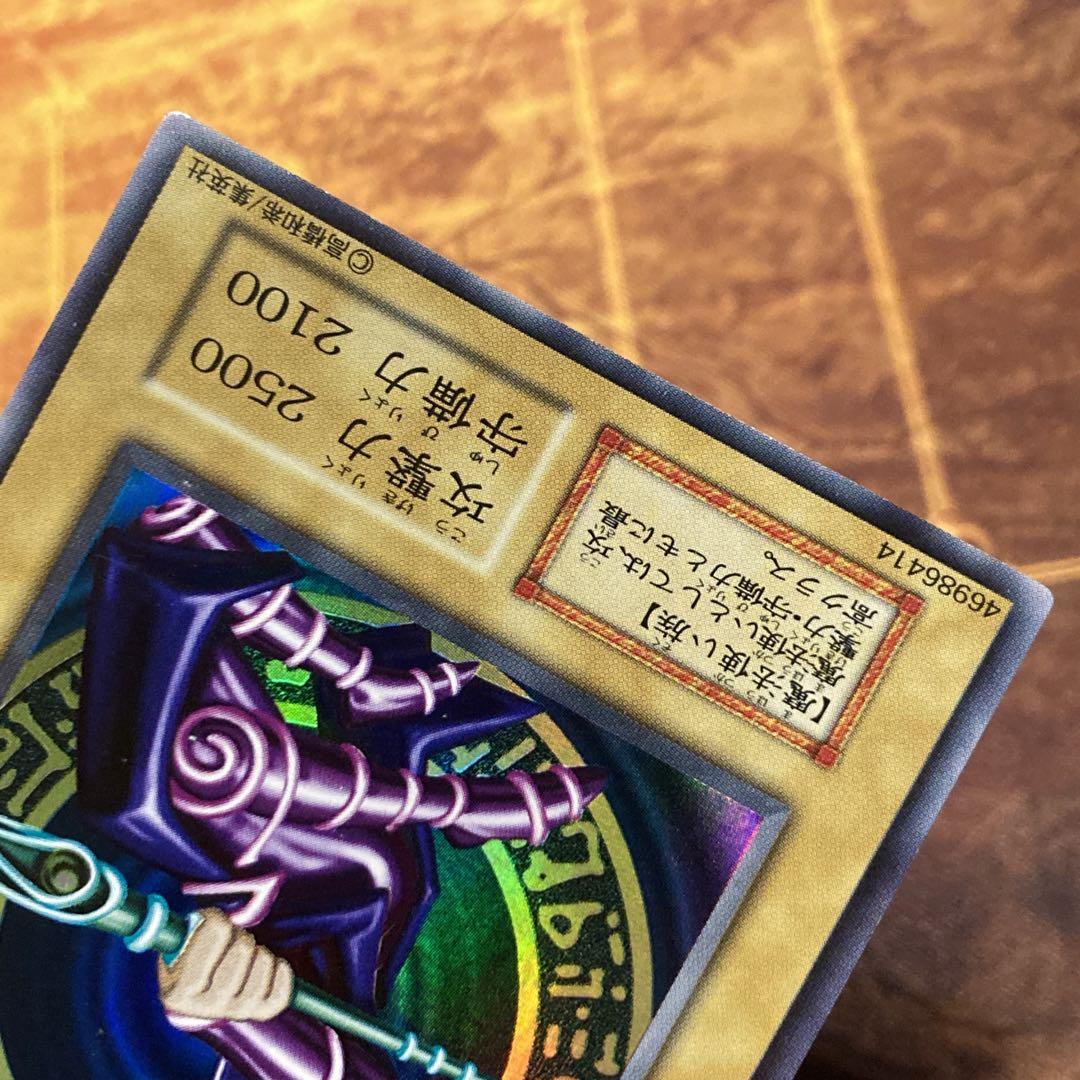 【魔法使い族】
魔法使いとしては、攻
撃力・守備力ともに最
高クラス。
攻撃力 2500
守備力 2100
46986414
©高橋和希/集英社